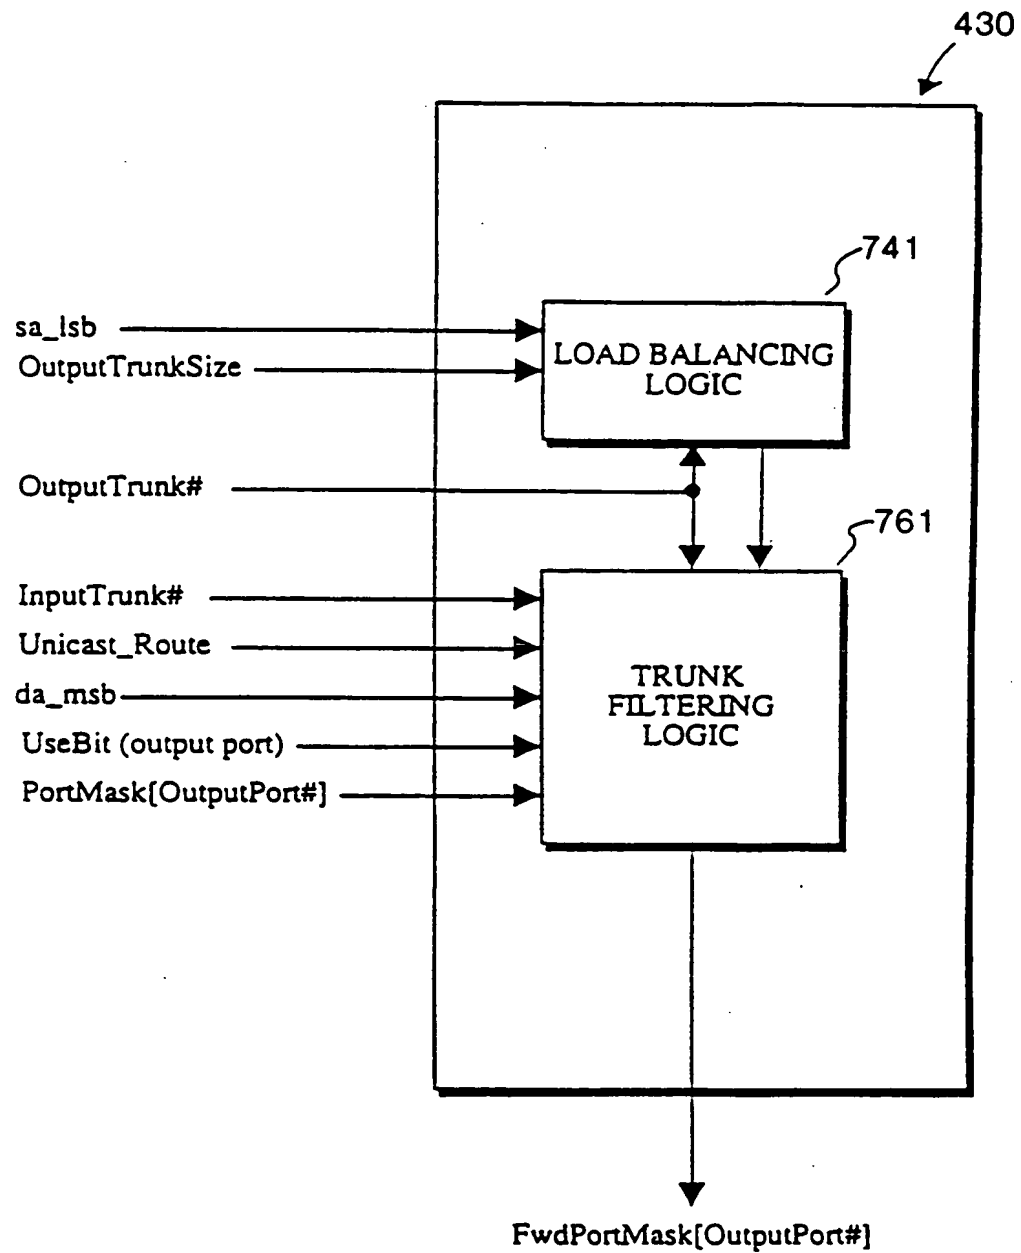 430
741
sa_lsb
OutputTrunkSize
LOAD BALANCING
LOGIC
OutputTrunk#
761
InputTrunk#
Unicast_Route
da_msb
UseBit (output port)
PortMask[OutputPort#]
TRUNK
FILTERING
LOGIC
FwdPortMask[OutputPort#]